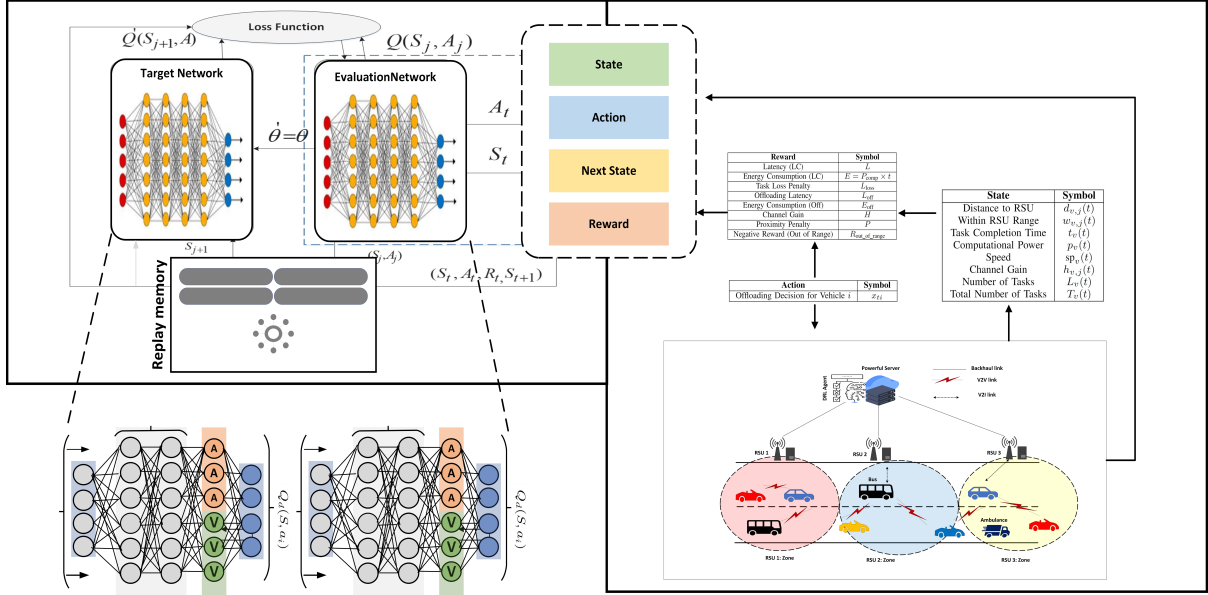 Loss Function
Q'(S_{j+1}, A)
Q(S_j, A_j)
Target Network
EvaluationNetwork
θ' = θ
A_t
S_t
S_{j+1}
(S_j, A_j)
(S_t, A_t, R_t, S_{t+1})
Replay memory
State
Action
Next State
Reward
Reward Symbol
Latency (LC) L
Energy Consumption (LC) E = P_comp × t
Task Loss Penalty L_loss
Offloading Latency L_off
Energy Consumption (Off) E_off
Channel Gain H
Proximity Penalty P
Negative Reward (Out of Range) R_out_of_range
Action Symbol
Offloading Decision for Vehicle i x_{ti}
State Symbol
Distance to RSU d_{v,j}(t)
Within RSU Range w_{v,j}(t)
Task Completion Time t_v(t)
Computational Power p_v(t)
Speed sp_v(t)
Channel Gain h_{v,j}(t)
Number of Tasks L_v(t)
Total Number of Tasks T_v(t)
Powerful Server
DRL Agent
Backhaul link
V2V link
V2I link
RSU 1
RSU 2
RSU 3
Bus
Ambulance
RSU 1: Zone
RSU 2: Zone
RSU 3: Zone
A
A
A
V
V
V
A
A
A
V
V
V